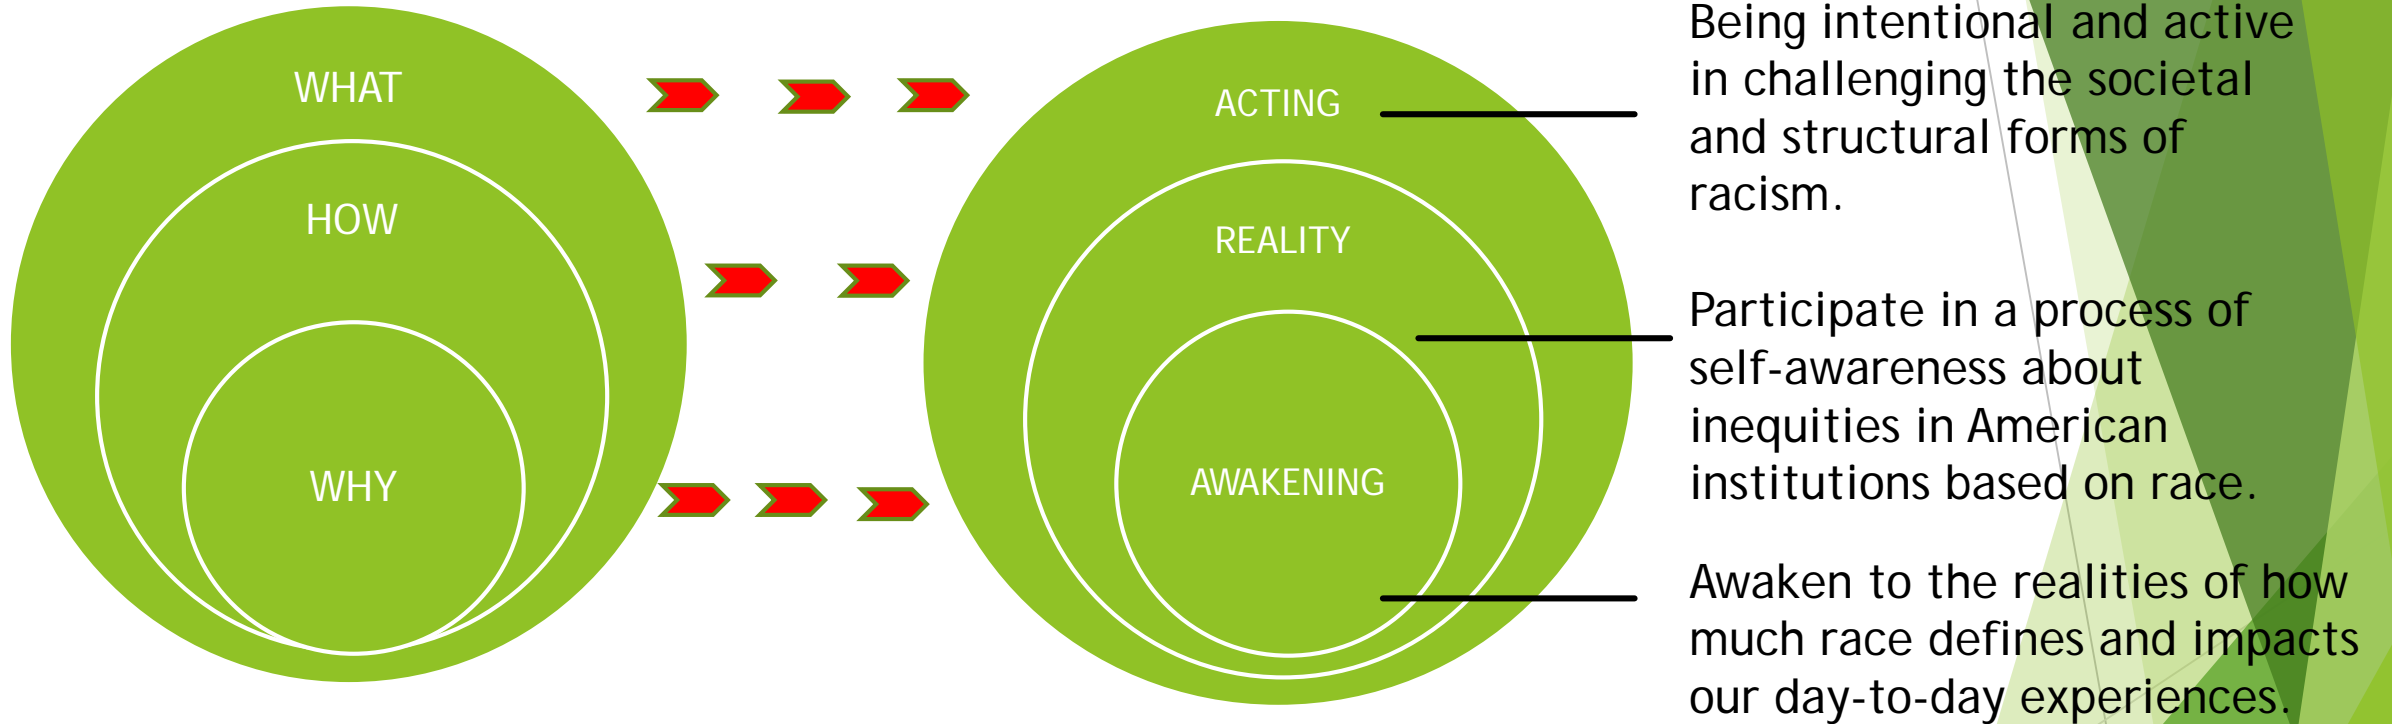 WHAT
HOW
WHY
ACTING
REALITY
AWAKENING
Being intentional and active
in challenging the societal
and structural forms of
racism.
Participate in a process of
self-awareness about
inequities in American
institutions based on race.
Awaken to the realities of how
much race defines and impacts
our day-to-day experiences.